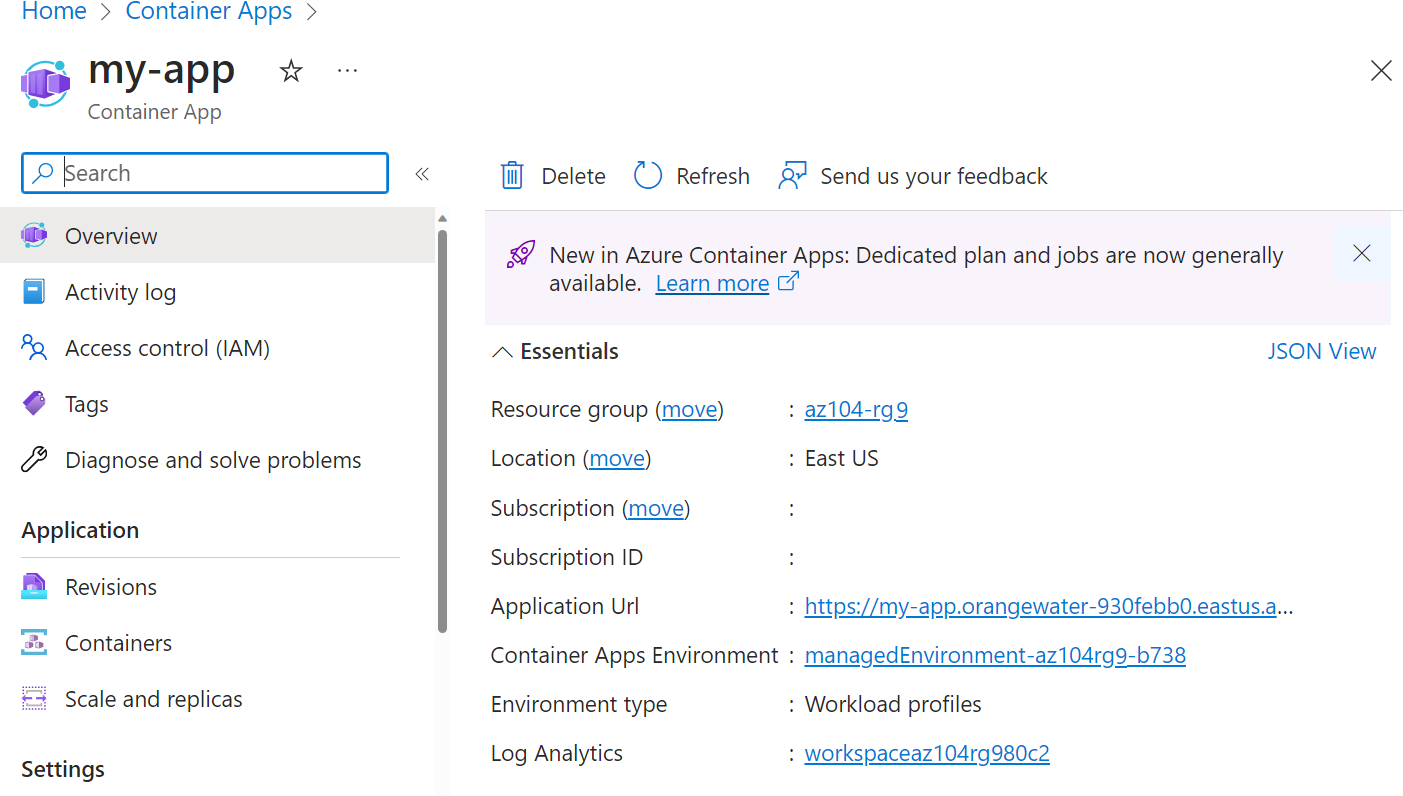 Home > Container Apps >
my-app
Container App
Search
Overview
Activity log
Access control (IAM)
Tags
Diagnose and solve problems
Application
Revisions
Containers
Scale and replicas
Settings
Delete Refresh Send us your feedback
New in Azure Container Apps: Dedicated plan and jobs are now generally
available. Learn more
Essentials JSON View
Resource group (move) : az104-rg9
Location (move) : East US
Subscription (move) :
Subscription ID :
Application Url : https://my-app.orangewater-930febb0.eastus.a...
Container Apps Environment : managedEnvironment-az104rg9-b738
Environment type : Workload profiles
Log Analytics : workspaceaz104rg980c2